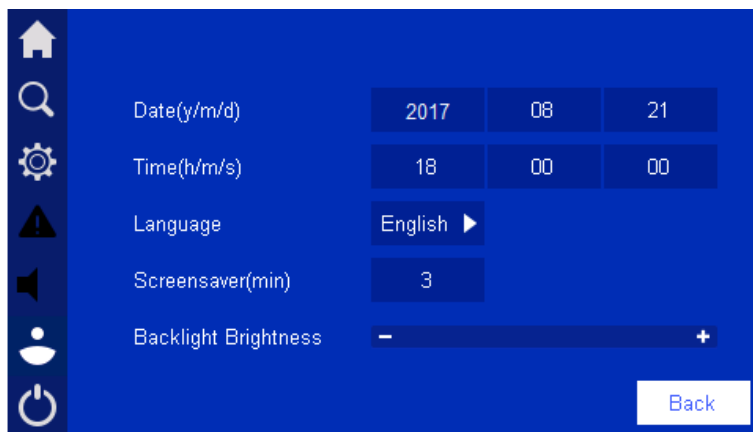 Date(y/m/d) 2017 08 21
Time(h/m/s) 18 00 00
Language English
Screensaver(min) 3
Backlight Brightness - +
Back